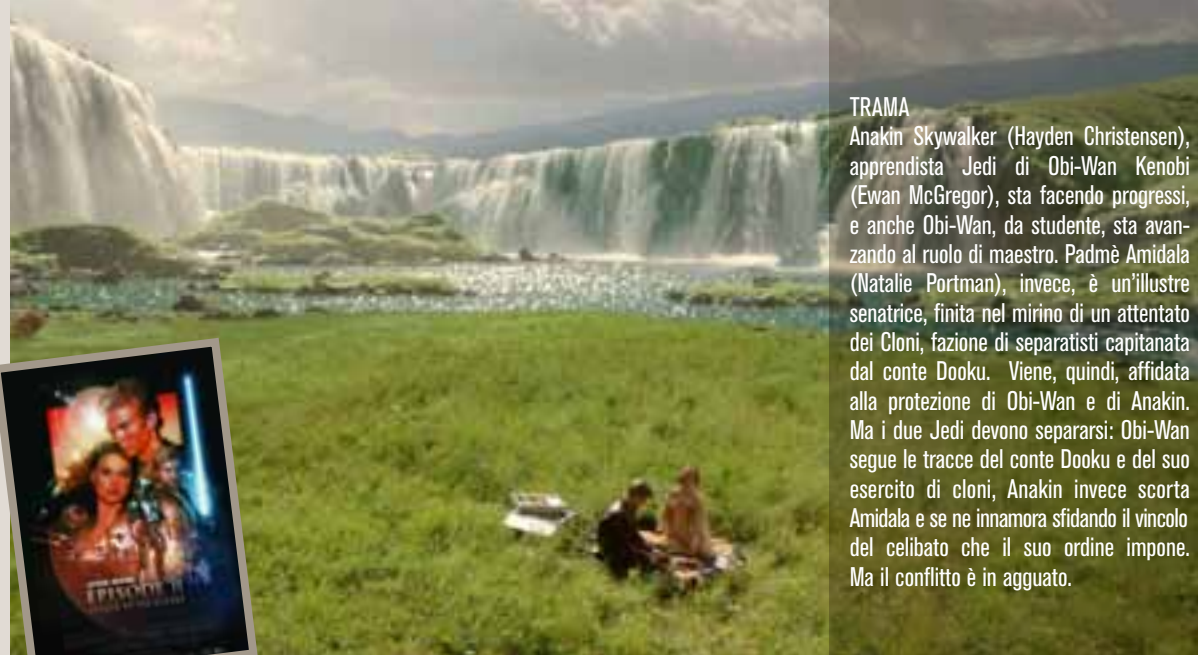 TRAMA
Anakin Skywalker (Hayden Christensen),
apprendista Jedi di Obi-Wan Kenobi
(Ewan McGregor), sta facendo progressi,
e anche Obi-Wan, da studente, sta avan-
zando al ruolo di maestro. Padmè Amidala
(Natalie Portman), invece, è un'illustre
senatrice, finita nel mirino di un attentato
dei Cloni, fazione di separatisti capitanata
dal conte Dooku. Viene, quindi, affidata
alla protezione di Obi-Wan e di Anakin.
Ma i due Jedi devono separarsi: Obi-Wan
segue le tracce del conte Dooku e del suo
esercito di cloni, Anakin invece scorta
Amidala e se ne innamora sfidando il vincolo
del celibato che il suo ordine impone.
Ma il conflitto è in agguato.
EPISODE II